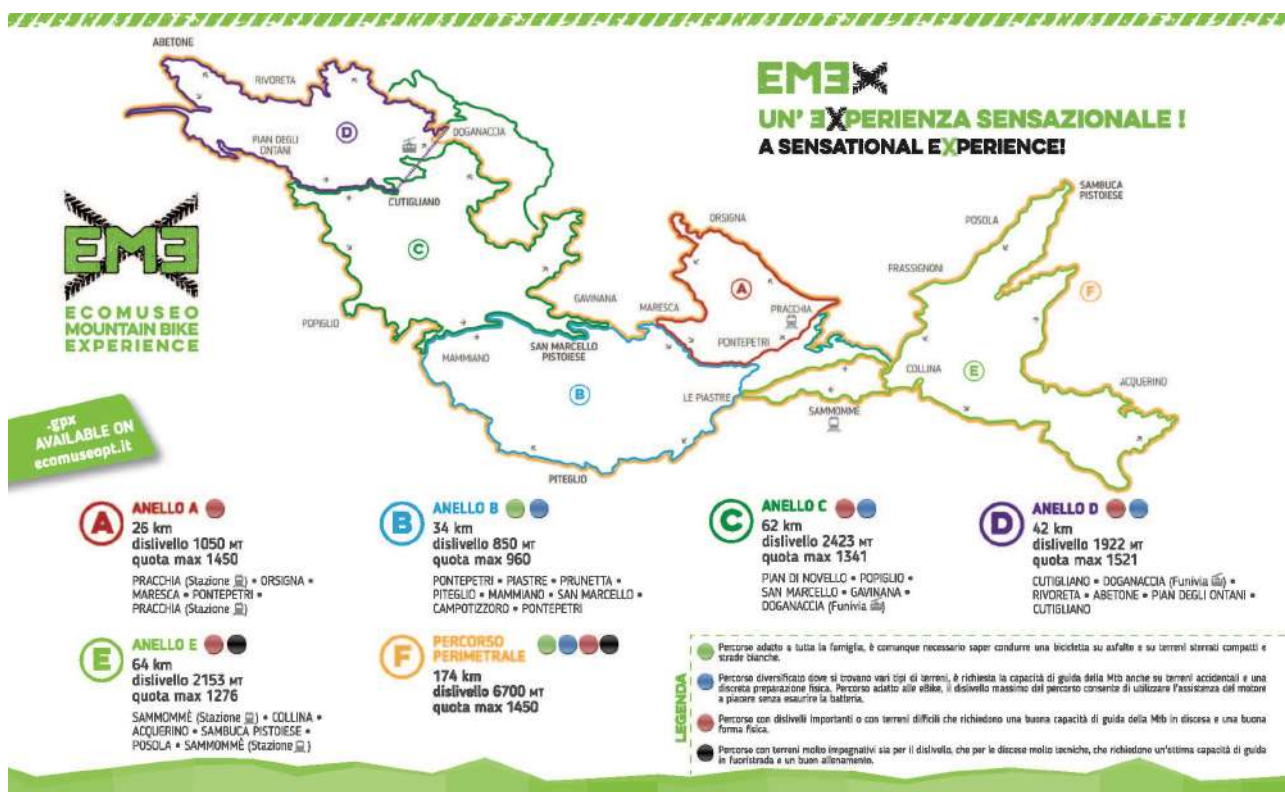 ABETONE
RIVORETA
PIAN DEGLI
ONTANI
D
DOGANACCIA
CUTIGLIANO
C
POPIGLIO
GAVINANA
MAMMIANO
SAN MARCELLO
PISTOIESE
B
PITEGLIO
LE PIASTRE
MARESCA
ORSIGNA
A
PRACCHIA
PONTEPETRI
SAMMOMMÈ
COLLINA
FRASSIGNONI
POSOLA
SAMBUCA
PISTOIESE
F
E
ACQUERINO
EMEX
UN' EXPERIENZA SENSAZIONALE !
A SENSATIONAL EXPERIENCE!
EME
ECOMUSEO
MOUNTAIN BIKE
EXPERIENCE
-gpx
AVAILABLE ON
ecomuseopt.it
A
ANELLO A
26 km
dislivello 1050 MT
quota max 1450
PRACCHIA (Stazione) • ORSIGNA •
MARESCA • PONTEPETRI •
PRACCHIA (Stazione)
B
ANELLO B
34 km
dislivello 850 MT
quota max 960
PONTEPETRI • PIASTRE • PRUNETTA •
PITEGLIO • MAMMIANO • SAN MARCELLO •
CAMPOTIZZORO • PONTEPETRI
C
ANELLO C
62 km
dislivello 2423 MT
quota max 1341
PIAN DI NOVELLO • POPIGLIO •
SAN MARCELLO • GAVINANA •
DOGANACCIA (Funivia)
D
ANELLO D
42 km
dislivello 1922 MT
quota max 1521
CUTIGLIANO • DOGANACCIA (Funivia) •
RIVORETA • ABETONE • PIAN DEGLI ONTANI •
CUTIGLIANO
E
ANELLO E
64 km
dislivello 2153 MT
quota max 1276
SAMMOMMÈ (Stazione) • COLLINA •
ACQUERINO • SAMBUCA PISTOIESE •
POSOLA • SAMMOMMÈ (Stazione)
F
PERCORSO
PERIMETRALE
174 km
dislivello 6700 MT
quota max 1450
LEGENDA
Percorso adatto a tutta la famiglia, è comunque necessario saper condurre una bicicletta su asfalto e su terreni sterrati compatti e
strade bianche.
Percorso diversificato dove si trovano vari tipi di terreni, è richiesta la capacità di guida della Mtb anche su terreni accidentali e una
discreta preparazione fisica. Percorso adatto alle eBike, il dislivello massimo del percorso consente di utilizzare l'assistenza del motore
a piacere senza esaurire la batteria.
Percorso con dislivelli importanti o con terreni difficili che richiedono una buona capacità di guida della Mtb in discesa e una buona
forma fisica.
Percorso con terreni molto impegnativi sia per il dislivello, che per le discese molto tecniche, che richiedono un'ottima capacità di guida
in fuoristrada e un buon allenamento.